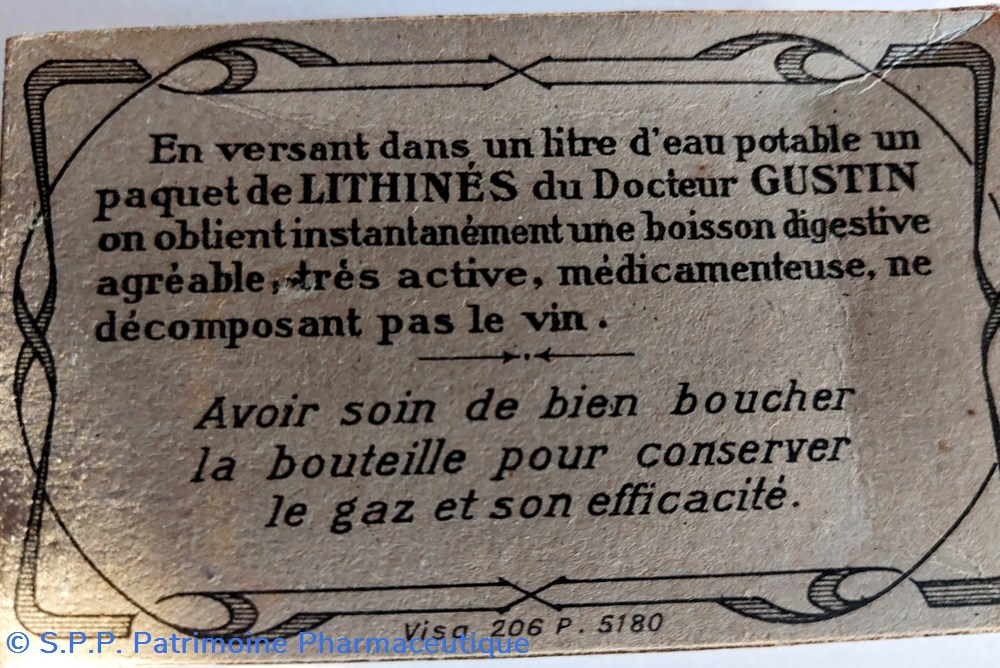 En versant dans un litre d'eau potable un
paquet de LITHINÉS du Docteur GUSTIN
on obtient instantanément une boisson digestive
agréable, très active, médicamenteuse, ne
décomposant pas le vin.
Avoir soin de bien boucher
la bouteille pour conserver
le gaz et son efficacité.
Visa 206 P. 5180
© S.P.P. Patrimoine Pharmaceutique